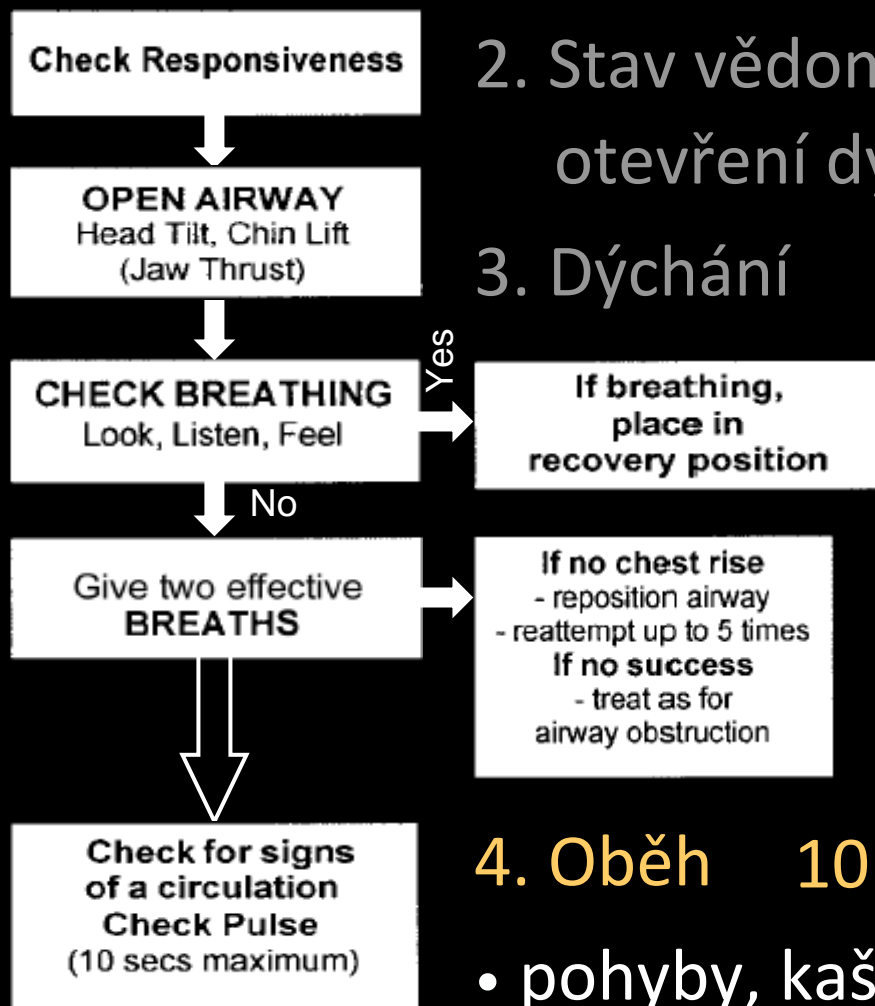 Check Responsiveness
2. Stav vědom
OPEN AIRWAY
Head Tilt, Chin Lift
(Jaw Thrust)
otevření dý
3. Dýchání
CHECK BREATHING
Look, Listen, Feel
Yes
If breathing,
place in
recovery position
No
Give two effective
BREATHS
If no chest rise
- reposition airway
- reattempt up to 5 times
If no success
- treat as for
airway obstruction
Check for signs
of a circulation
Check Pulse
(10 secs maximum)
4. Oběh 10
• pohyby, kaš